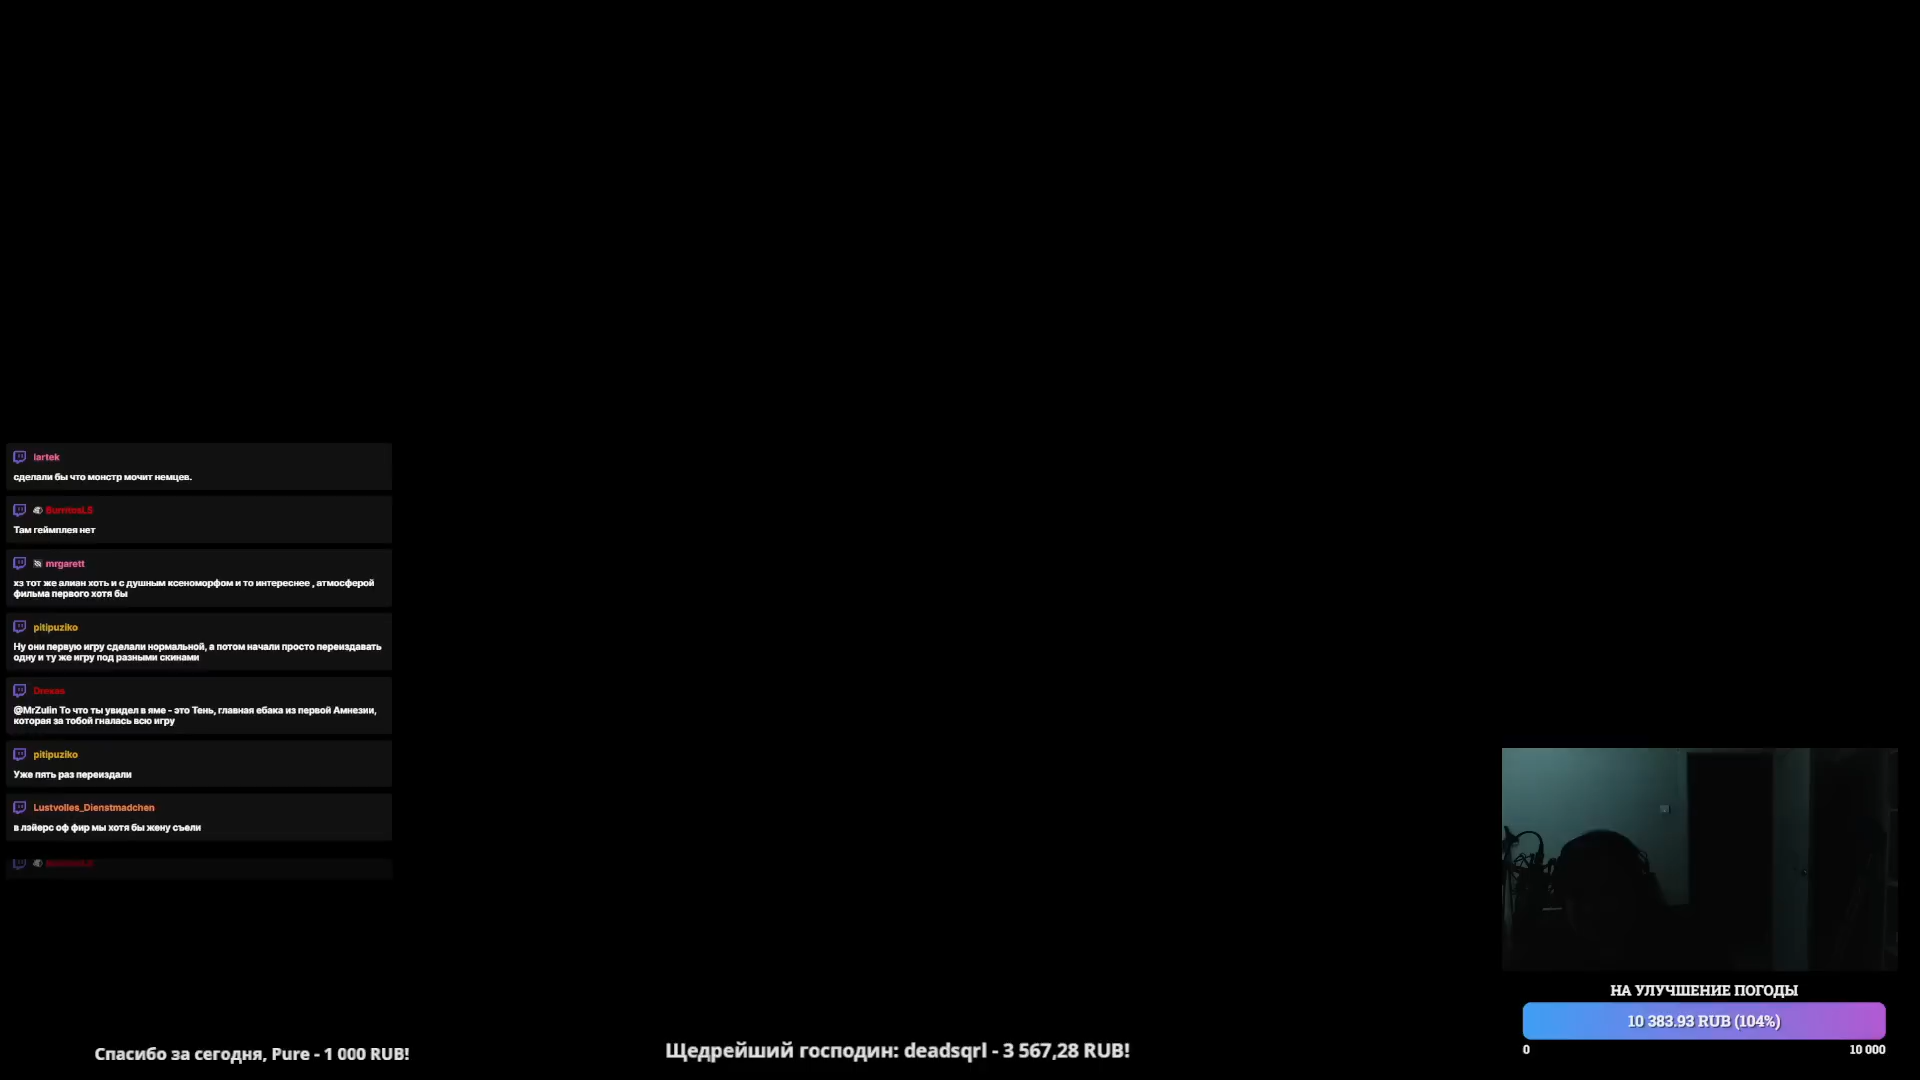 lartek
сделали бы что монстр мочит немцев.
BurritosLS
Там геймплея нет
mrgarett
хз тот же алиан хоть и с душным ксеноморфом и то интереснее , атмосферой
фильма первого хотя бы
pitipuziko
Ну они первую игру сделали нормальной, а потом начали просто переиздавать
одну и ту же игру под разными скинами
Drexas
@MrZulin То что ты увидел в яме - это Тень, главная ебака из первой Амнезии,
которая за тобой гналась всю игру
pitipuziko
Уже пять раз переиздали
Lustvolles_Dienstmadchen
в лэйерс оф фир мы хотя бы жену съели
НА УЛУЧШЕНИЕ ПОГОДЫ
10 383.93 RUB (104%)
0 10 000
Спасибо за сегодня, Pure - 1 000 RUB!
Щедрейший господин: deadsqrl - 3 567,28 RUB!